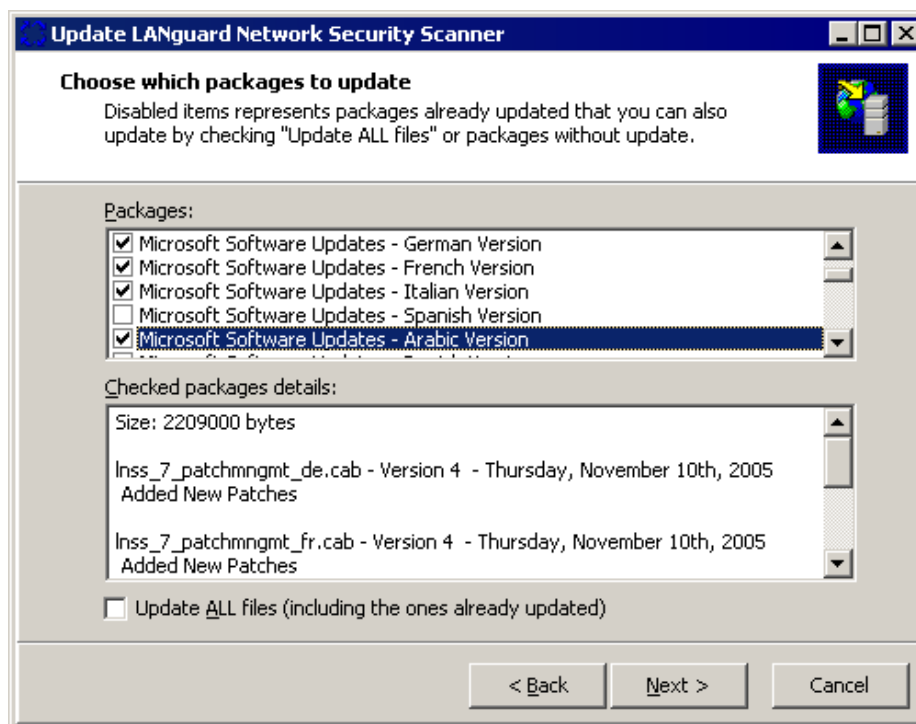 Update LANguard Network Security Scanner
Choose which packages to update
Disabled items represents packages already updated that you can also
update by checking "Update ALL files" or packages without update.
Packages:
Microsoft Software Updates - German Version
Microsoft Software Updates - French Version
Microsoft Software Updates - Italian Version
Microsoft Software Updates - Spanish Version
Microsoft Software Updates - Arabic Version
Checked packages details:
Size: 2209000 bytes
lnss_7_patchmngmt_de.cab - Version 4 - Thursday, November 10th, 2005
Added New Patches
lnss_7_patchmngmt_fr.cab - Version 4 - Thursday, November 10th, 2005
Added New Patches
Update ALL files (including the ones already updated)
< Back
Next >
Cancel